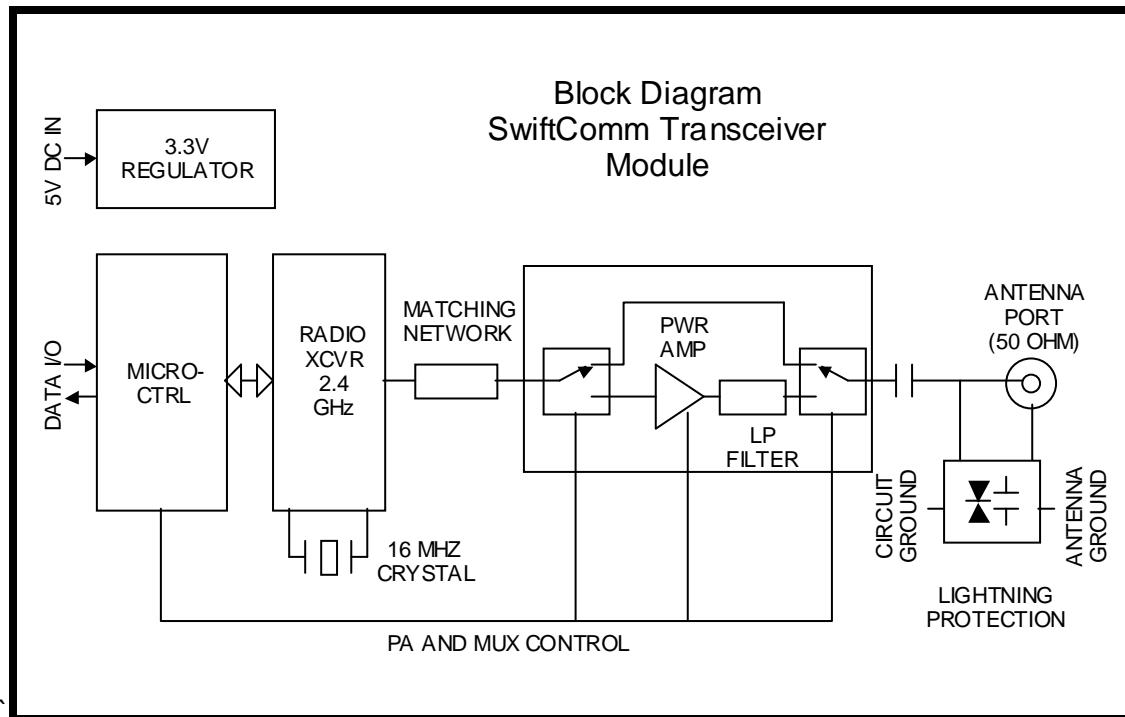 Block Diagram
SwiftComm Transceiver
Module
5V DC IN
3.3V
REGULATOR
DATA I/O
MICRO-
CTRL
RADIO
XCVR
2.4
GHz
MATCHING
NETWORK
PWR
AMP
LP
FILTER
ANTENNA
PORT
(50 OHM)
16 MHZ
CRYSTAL
CIRCUIT
GROUND
ANTENNA
GROUND
LIGHTNING
PROTECTION
PA AND MUX CONTROL
`